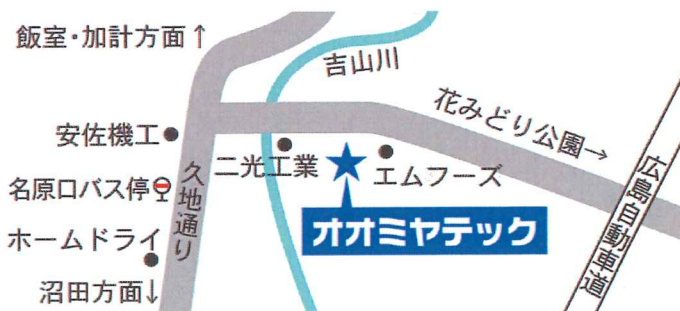 飯室・加計方面↑
吉山川
花みどり公園→
安佐機工
二光工業
エムフーズ
名原口バス停
久地通り
広島自動車道
オオミヤテック
ホームドライ
沼田方面↓